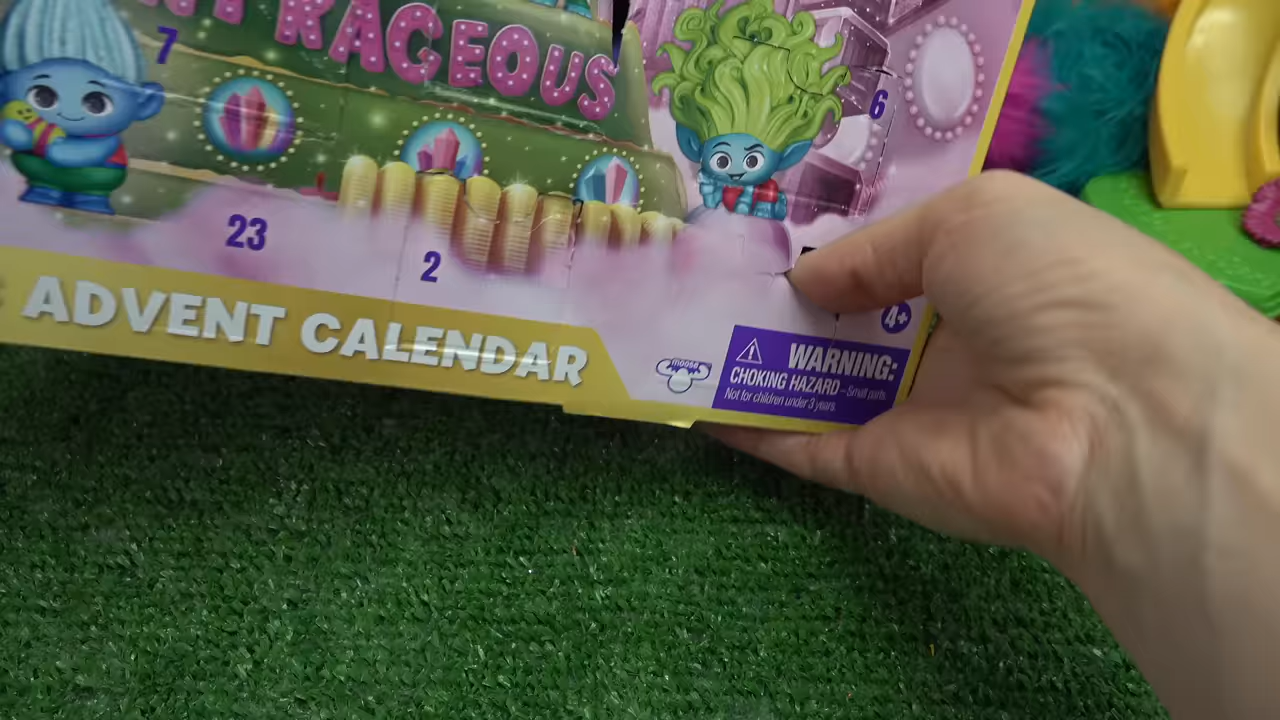 RAGEOUS
7
6
23
2
ADVENT CALENDAR
moose
4+
WARNING:
CHOKING HAZARD – Small parts.
Not for children under 3 years.